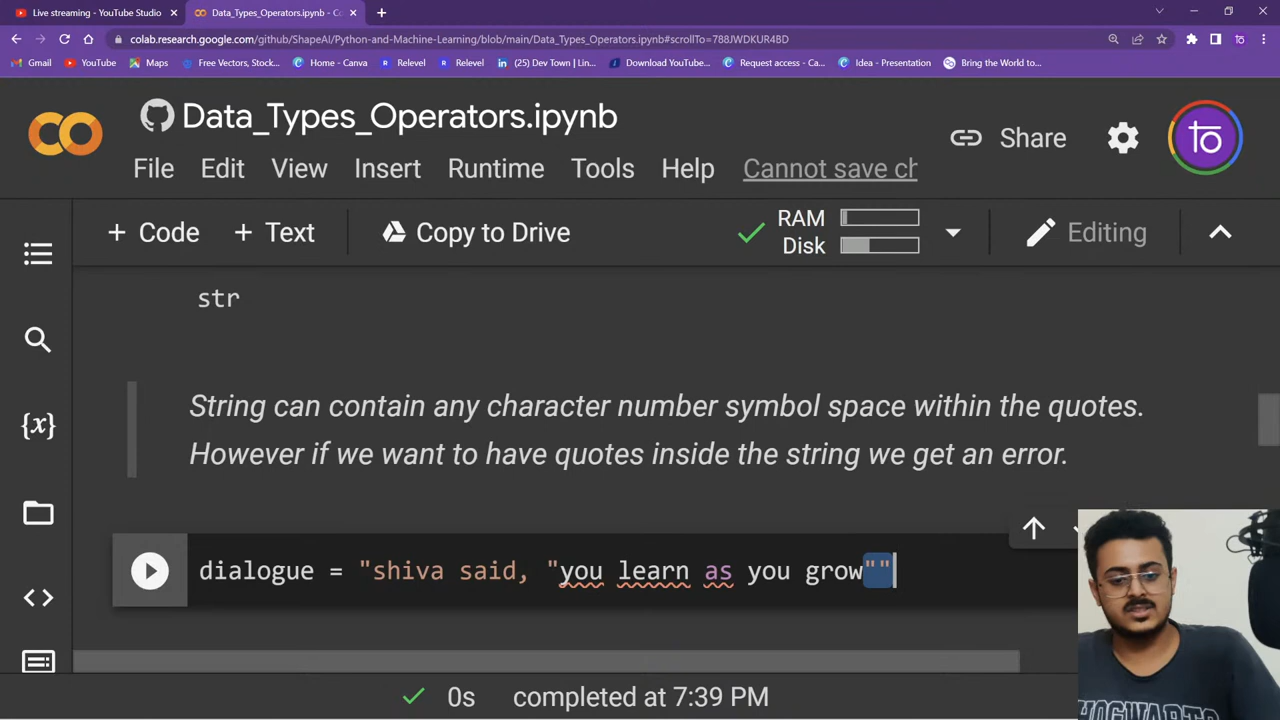 Live streaming - YouTube Studio
Data_Types_Operators.ipynb - Co
colab.research.google.com/github/ShapeAI/Python-and-Machine-Learning/blob/main/Data_Types_Operators.ipynb#scrollTo=788JWDKUR4BD
Gmail YouTube Maps Free Vectors, Stock... Home - Canva Relevel Relevel (25) Dev Town | Lin... Download YouTube... Request access - Ca... Idea - Presentation Bring the World to...
Data_Types_Operators.ipynb
Share
to
File Edit View Insert Runtime Tools Help Cannot save ch
+ Code + Text Copy to Drive RAM Disk Editing
str
String can contain any character number symbol space within the quotes.
However if we want to have quotes inside the string we get an error.
dialogue = "shiva said, "you learn as you grow""
0s completed at 7:39 PM
HOGWARTS